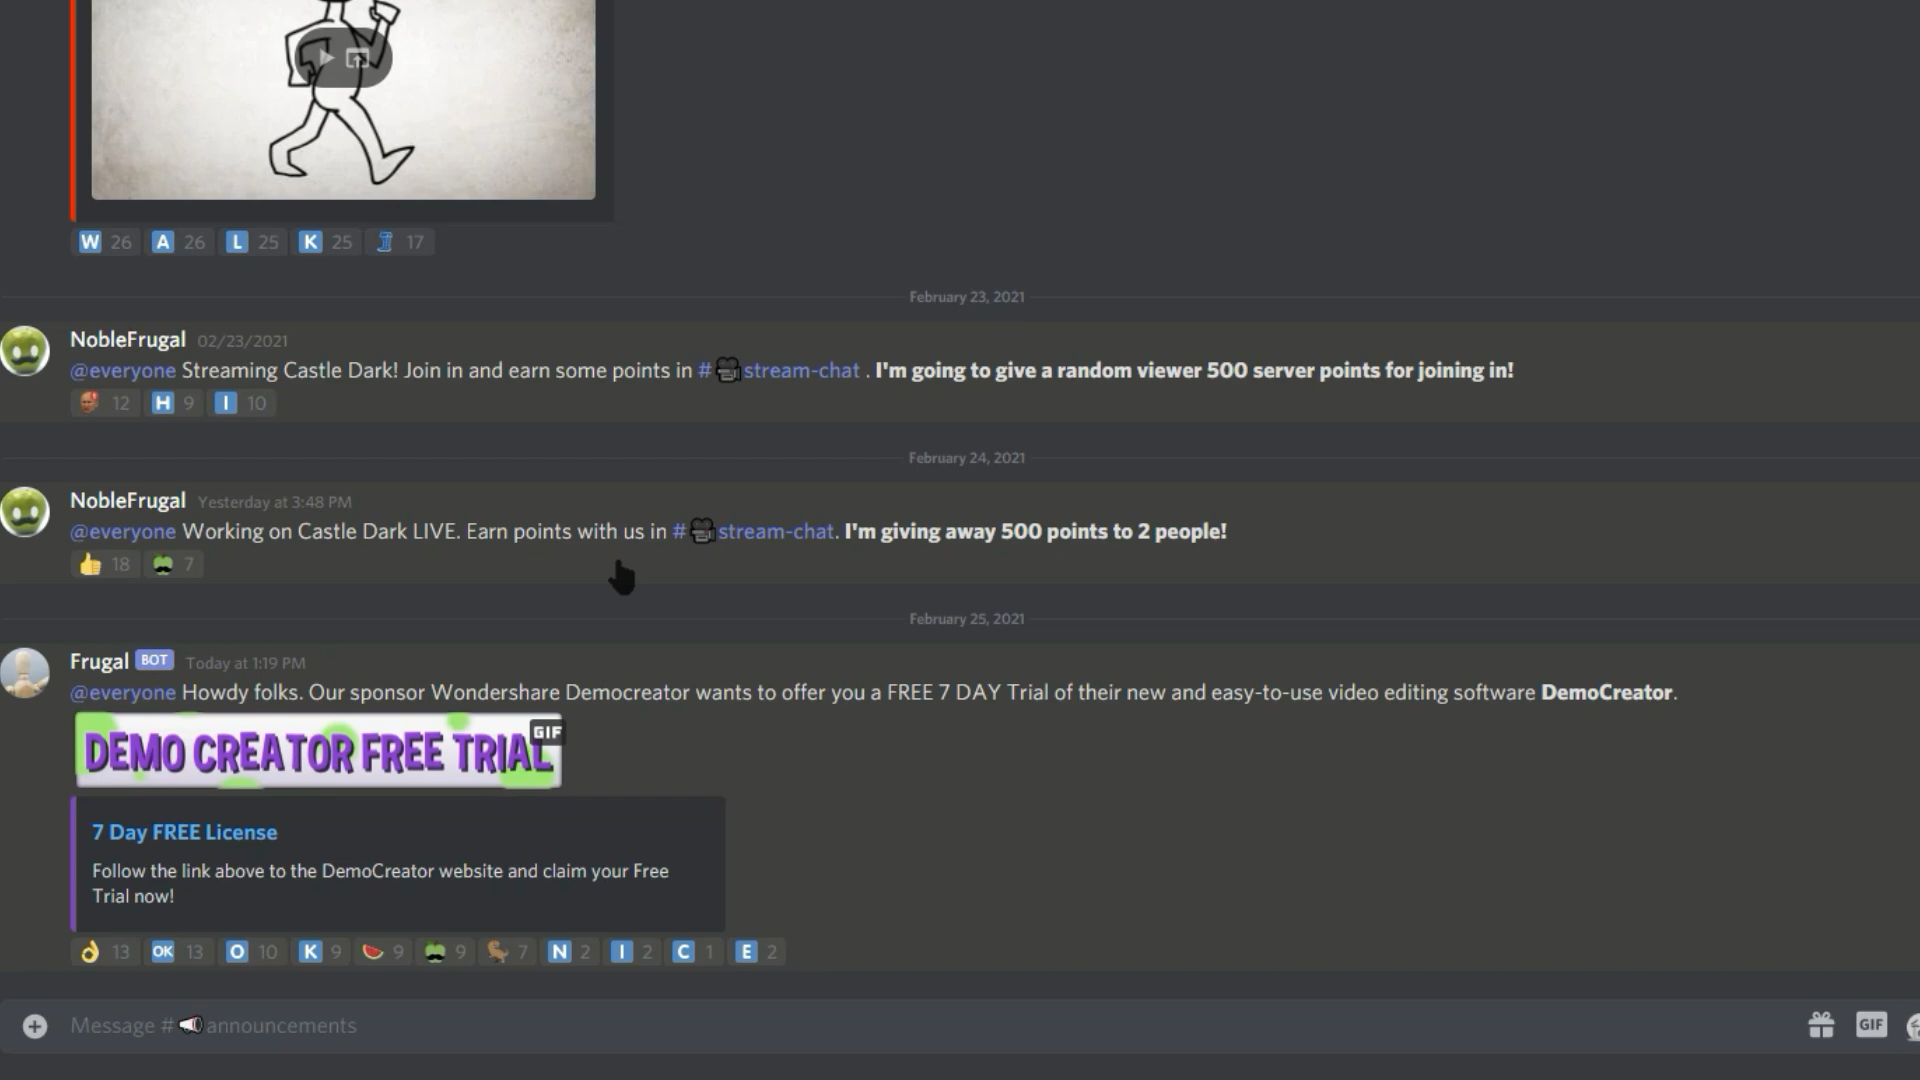 W 26 A 26 L 25 K 25 17
February 23, 2021
NobleFrugal 02/23/2021
@everyone Streaming Castle Dark! Join in and earn some points in #stream-chat . I'm going to give a random viewer 500 server points for joining in!
12 H 9 I 10
February 24, 2021
NobleFrugal Yesterday at 3:48 PM
@everyone Working on Castle Dark LIVE. Earn points with us in #stream-chat. I'm giving away 500 points to 2 people!
18 7
February 25, 2021
Frugal BOT Today at 1:19 PM
@everyone Howdy folks. Our sponsor Wondershare Democreator wants to offer you a FREE 7 DAY Trial of their new and easy-to-use video editing software DemoCreator.
DEMO CREATOR FREE TRIAL GIF
7 Day FREE License
Follow the link above to the DemoCreator website and claim your Free
Trial now!
13 OK 13 O 10 K 9 9 9 7 N 2 I 2 C 1 E 2
Message #announcements GIF